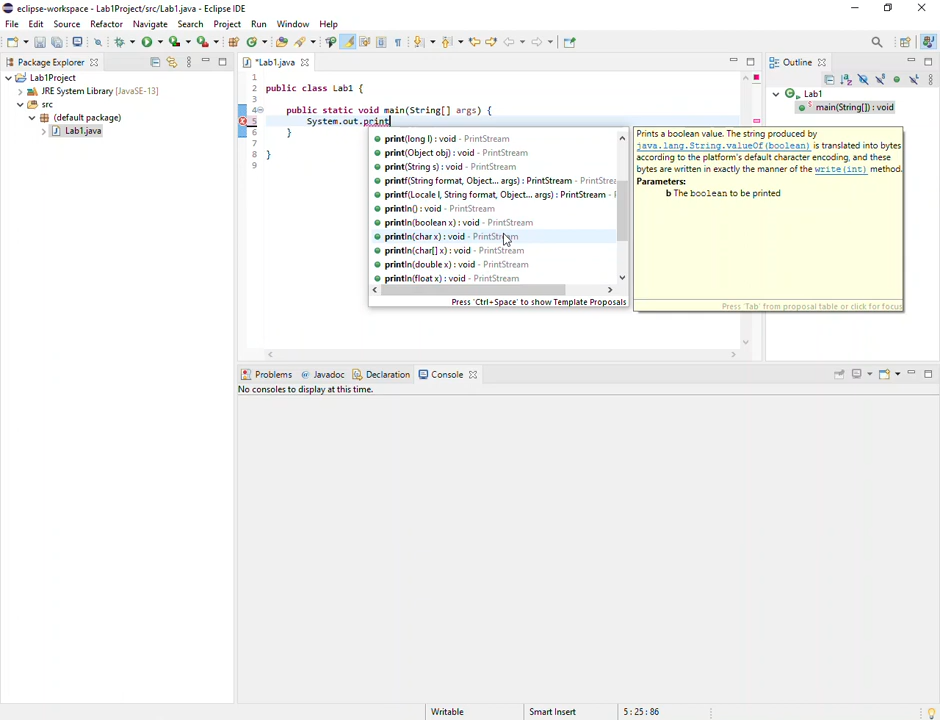 eclipse-workspace - Lab1Project/src/Lab1.java - Eclipse IDE
File Edit Source Refactor Navigate Search Project Run Window Help
Package Explorer
*Lab1.java
Outline
Lab1Project
JRE System Library [JavaSE-13]
src
(default package)
Lab1.java
1
2 public class Lab1 {
3
4 public static void main(String[] args) {
5 System.out.print
6 }
7
8 }
9
print(long l) : void - PrintStream
print(Object obj) : void - PrintStream
print(String s) : void - PrintStream
printf(String format, Object... args) : PrintStream - PrintStrea
printf(Locale l, String format, Object... args) : PrintStream - 
println() : void - PrintStream
println(boolean x) : void - PrintStream
println(char x) : void - PrintStream
println(char[] x) : void - PrintStream
println(double x) : void - PrintStream
println(float x) : void - PrintStream
Press 'Ctrl+Space' to show Template Proposals
Prints a boolean value. The string produced by
java.lang.String.valueOf(boolean) is translated into bytes
according to the platform's default character encoding, and these
bytes are written in exactly the manner of the write(int) method.
Parameters:
b The boolean to be printed
Press 'Tab' from proposal table or click for focus
Lab1
main(String[]) : void
Problems Javadoc Declaration Console
No consoles to display at this time.
Writable Smart Insert 5 : 25 : 86